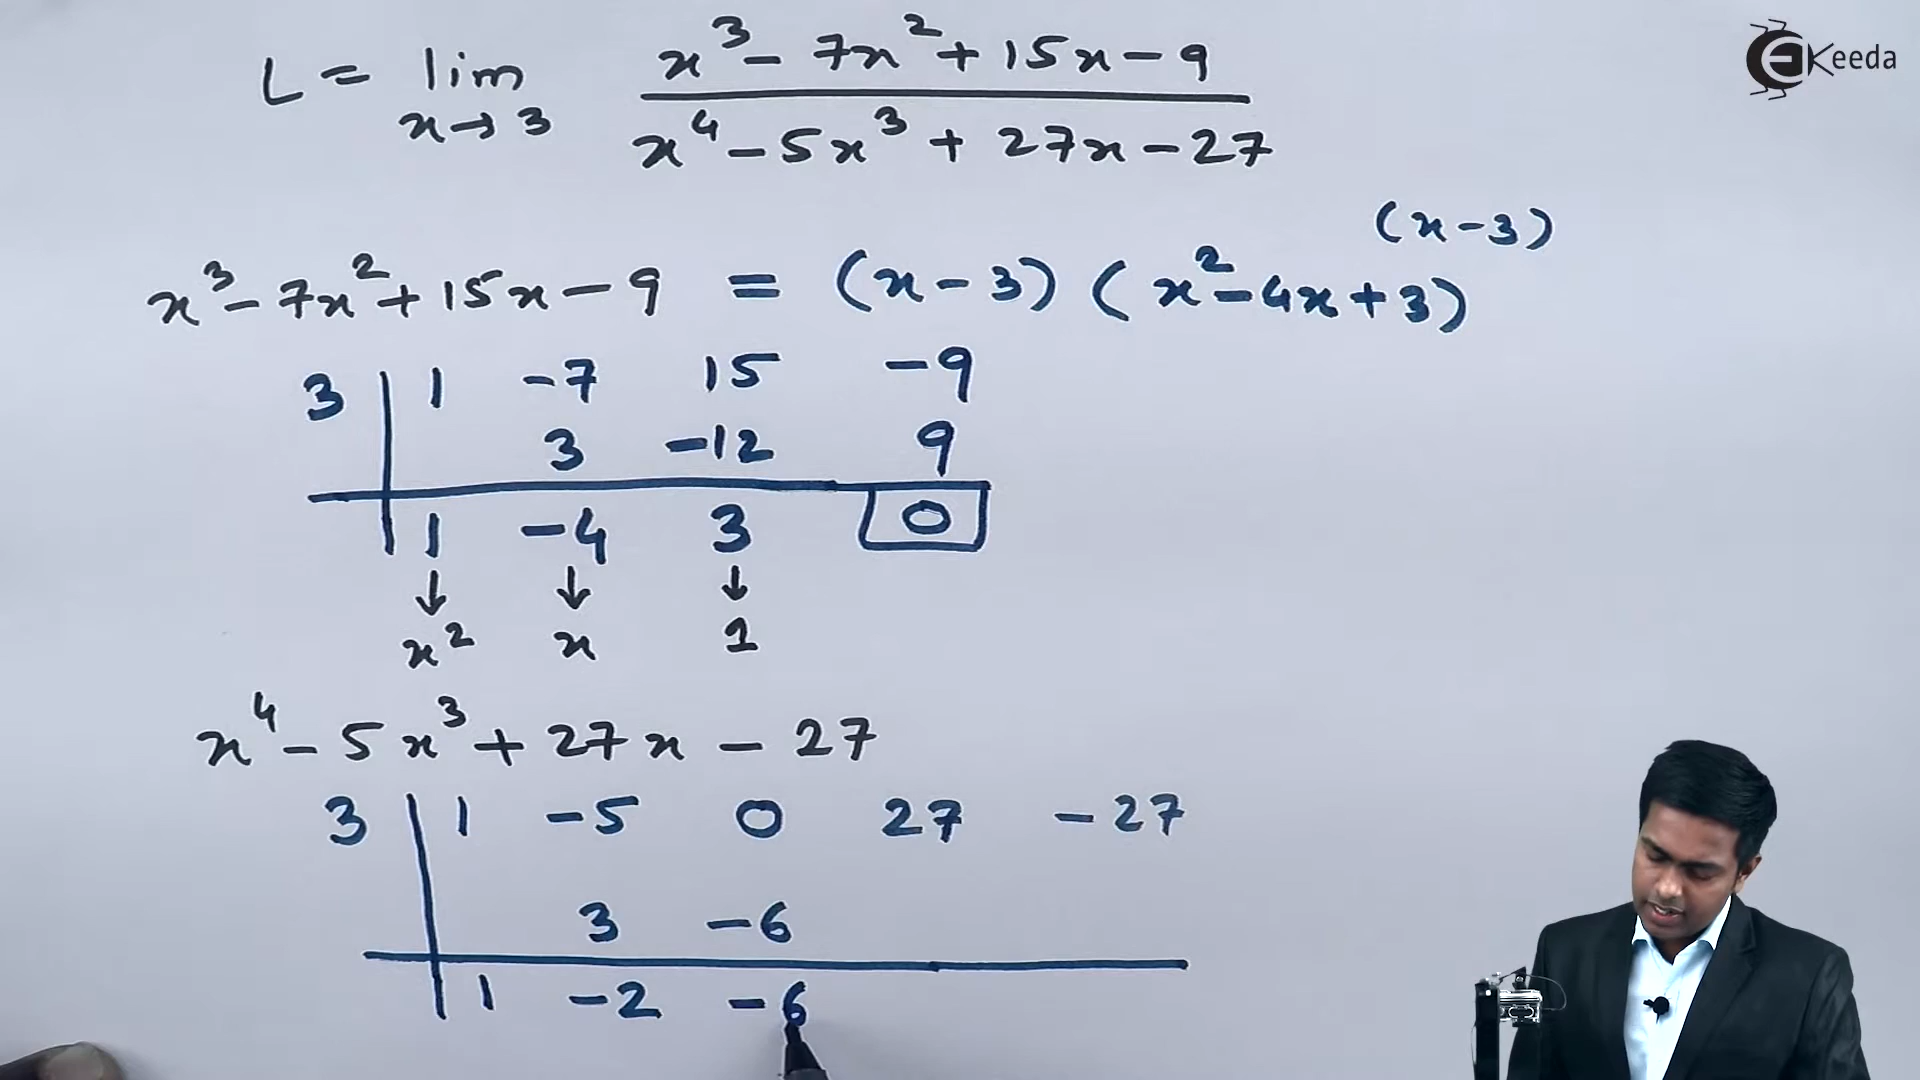 Keeda
L = lim x→3 (x³ - 7x² + 15x - 9) / (x⁴ - 5x³ + 27x - 27)
(x-3)
x³ - 7x² + 15x - 9 = (x-3) (x² - 4x + 3)
3 | 1 -7 15 -9
3 -12 9
1 -4 3 0
↓ ↓ ↓
x² x 1
x⁴ - 5x³ + 27x - 27
3 | 1 -5 0 27 -27
3 -6
1 -2 -6